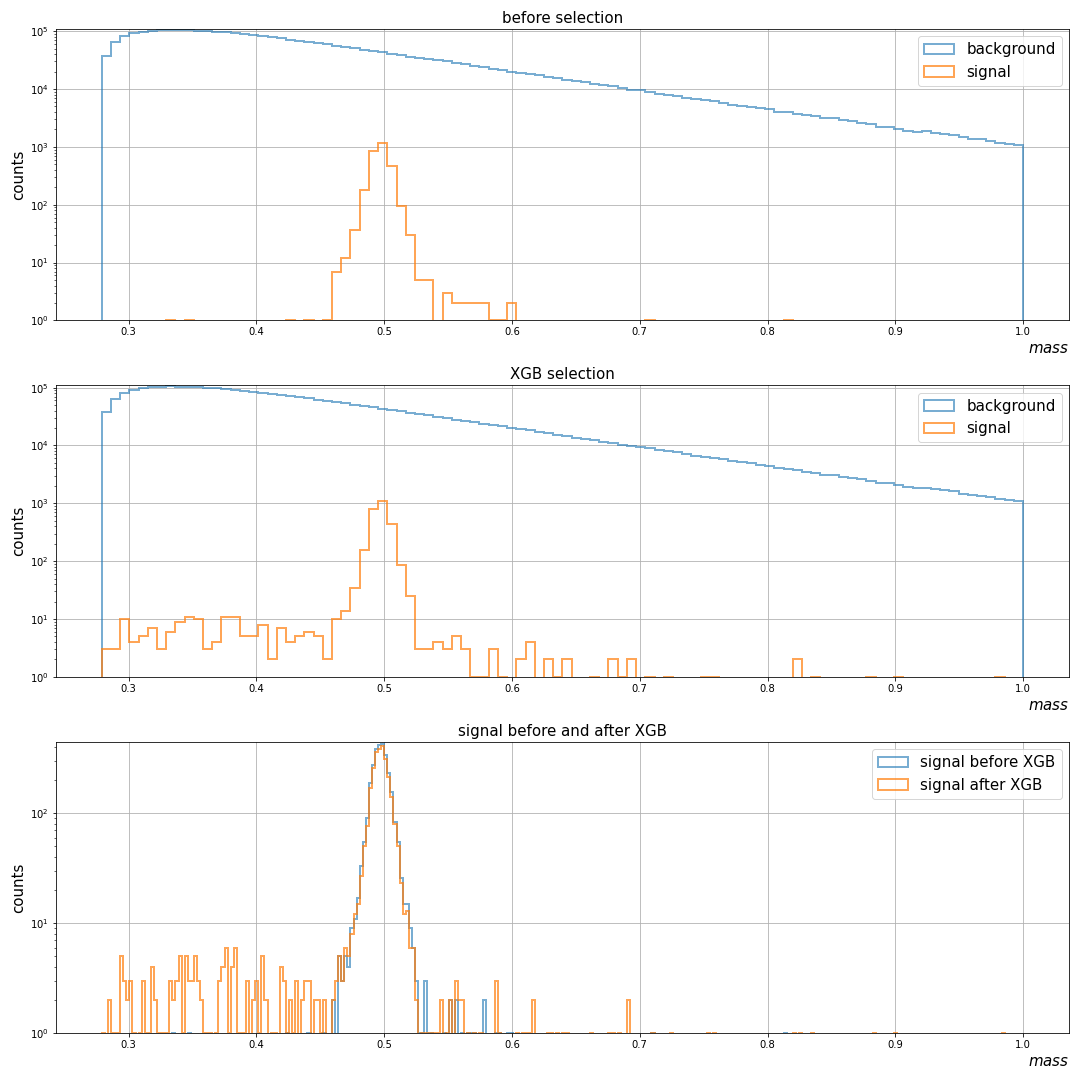 before selection
10⁵
10⁴
10³
10²
10¹
10⁰
counts
background
signal
0.3 0.4 0.5 0.6 0.7 0.8 0.9 1.0
mass
XGB selection
10⁵
10⁴
10³
10²
10¹
10⁰
counts
background
signal
0.3 0.4 0.5 0.6 0.7 0.8 0.9 1.0
mass
signal before and after XGB
10²
10¹
10⁰
counts
signal before XGB
signal after XGB
0.3 0.4 0.5 0.6 0.7 0.8 0.9 1.0
mass